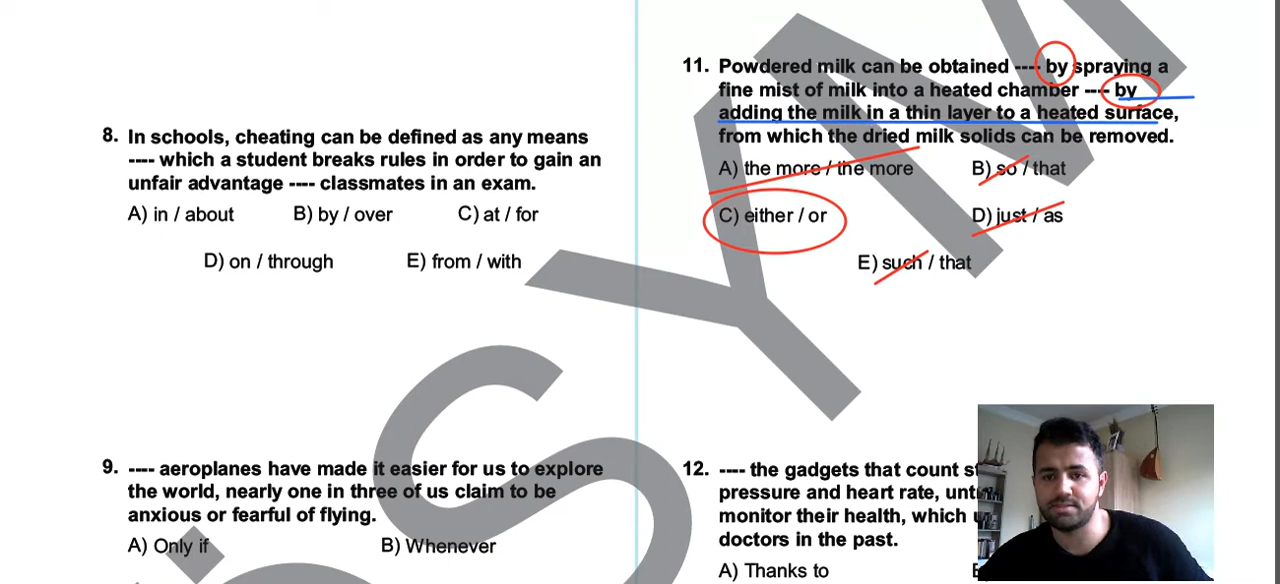 8. In schools, cheating can be defined as any means
---- which a student breaks rules in order to gain an
unfair advantage ---- classmates in an exam.
A) in / about B) by / over C) at / for
D) on / through E) from / with
9. ---- aeroplanes have made it easier for us to explore
the world, nearly one in three of us claim to be
anxious or fearful of flying.
A) Only if B) Whenever
11. Powdered milk can be obtained ---- by spraying a
fine mist of milk into a heated chamber ---- by
adding the milk in a thin layer to a heated surface,
from which the dried milk solids can be removed.
A) the more / the more B) so / that
C) either / or D) just / as
E) such / that
12. ---- the gadgets that count
pressure and heart rate,
monitor their health, which
doctors in the past.
A) Thanks to
SYM